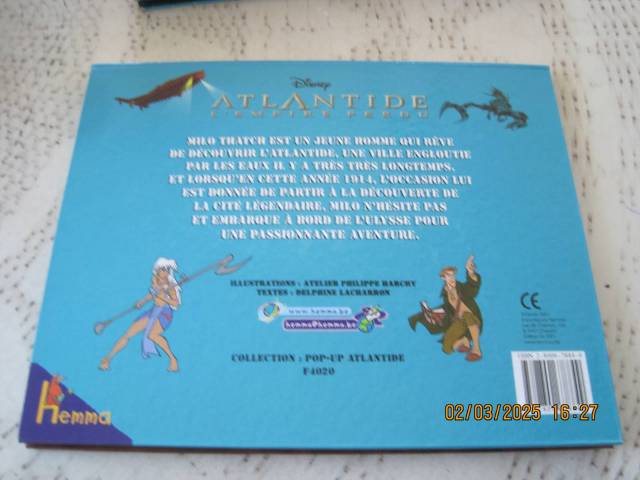 Disney
ATLANTIDE
L'EMPIRE PERDU
MILO THATCH EST UN JEUNE HOMME QUI RÊVE
DE DÉCOUVRIR L'ATLANTIDE, UNE VILLE ENGLOUTIE
PAR LES EAUX IL Y A TRÈS TRÈS LONGTEMPS.
ET LORSQU'EN CETTE ANNÉE 1914, L'OCCASION LUI
EST DONNÉE DE PARTIR À LA DÉCOUVERTE DE
LA CITÉ LÉGENDAIRE, MILO N'HÉSITE PAS
ET EMBARQUE À BORD DE L'ULYSSE POUR
UNE PASSIONNANTE AVENTURE.
ILLUSTRATIONS : ATELIER PHILIPPE HARCHY
TEXTES : DELPHINE LACHARRON
www.hemma.be
hemma@hemma.be
COLLECTION : POP-UP ATLANTIDE
F4020
CE
Hemma
02/03/2025 16:27